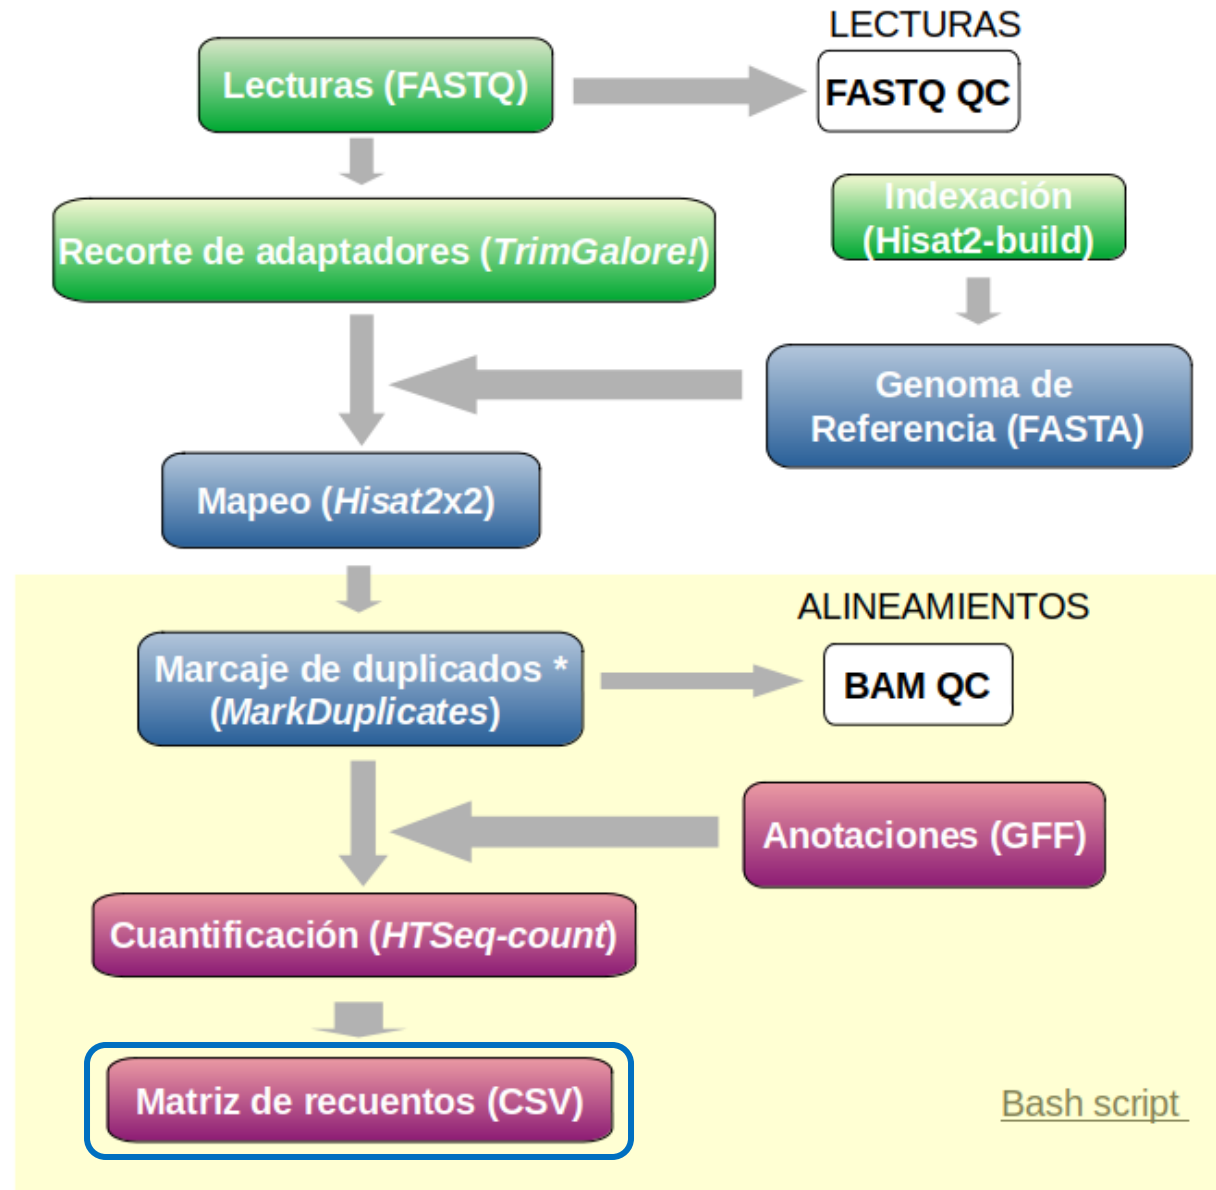 LECTURAS
Lecturas (FASTQ)
FASTQ QC
Indexación
(Hisat2-build)
Recorte de adaptadores (TrimGalore!)
Genoma de
Referencia (FASTA)
Mapeo (Hisat2x2)
ALINEAMIENTOS
Marcaje de duplicados *
(MarkDuplicates)
BAM QC
Anotaciones (GFF)
Cuantificación (HTSeq-count)
Matriz de recuentos (CSV)
Bash script